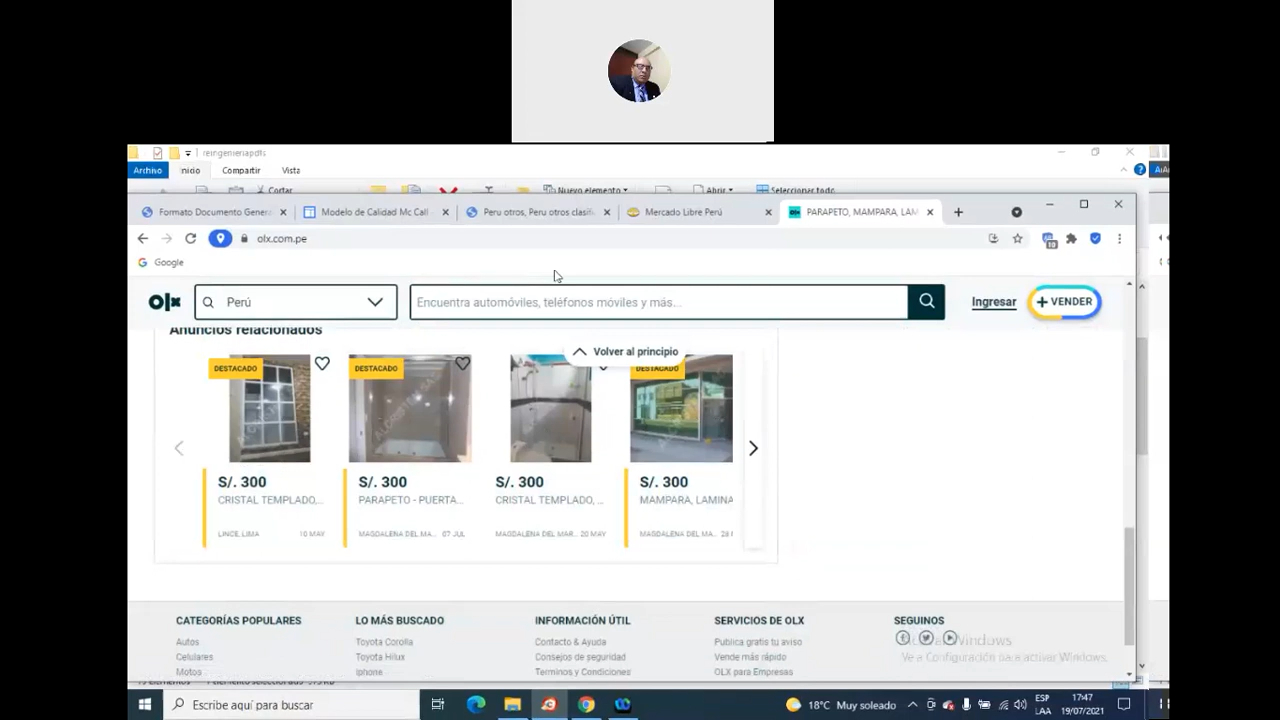 reingenieriapdfs
Archivo Inicio Compartir Vista
Cortar Nuevo elemento Abrir Seleccionar todo
Formato Documento Genera Modelo de Calidad Mc Call Peru otros, Peru otros clasifi Mercado Libre Perú PARAPETO, MAMPARA, LAM
olx.com.pe
Google
olx Perú Encuentra automóviles, teléfonos móviles y más... Ingresar + VENDER
Anuncios relacionados
Volver al principio
DESTACADO DESTACADO DESTACADO
S/. 300 S/. 300 S/. 300 S/. 300
CRISTAL TEMPLADO,... PARAPETO - PUERTA... CRISTAL TEMPLADO, ... MAMPARA, LAMINA
LINCE, LIMA 10 MAY MAGDALENA DEL MA... 07 JUL MAGDALENA DEL MAR... 20 MAY MAGDALENA DEL MA...
CATEGORÍAS POPULARES LO MÁS BUSCADO INFORMACIÓN ÚTIL SERVICIOS DE OLX SEGUINOS
Autos Toyota Corolla Contacto & Ayuda Publica gratis tu aviso Windows
Celulares Toyota Hilux Consejos de seguridad Vende más rápido Ve a Configuración para activar Windows.
Motos Iphone Terminos y Condiciones OLX para Empresas
Escribe aquí para buscar 18°C Muy soleado ESP 17:47
LAA 19/07/2021